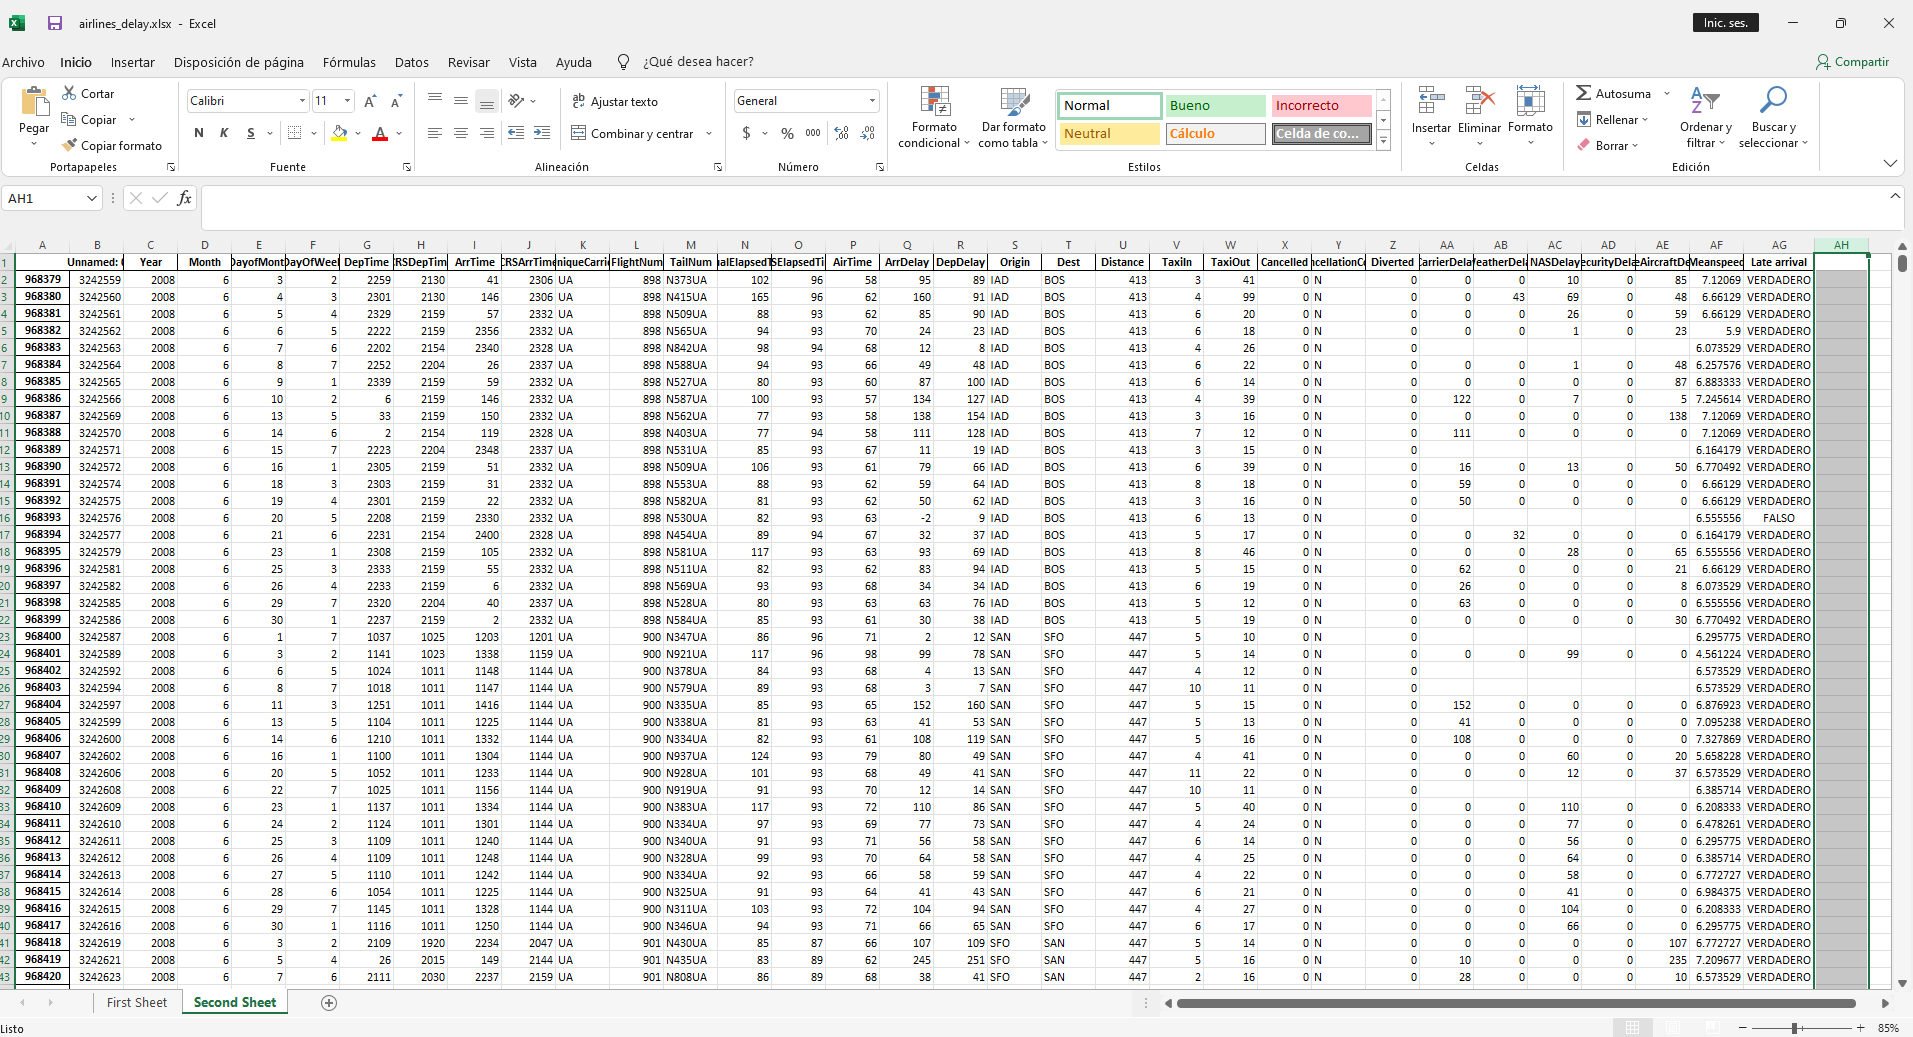 airlines_delay.xlsx - Excel
Inic. ses.
Archivo Inicio Insertar Disposición de página Fórmulas Datos Revisar Vista Ayuda ¿Qué desea hacer? Compartir
Pegar Cortar Copiar Copiar formato
Portapapeles
Calibri 11
N K S A
Fuente
Ajustar texto
Combinar y centrar
Alineación
General
$ % 000
Número
Formato condicional
Dar formato como tabla
Normal Bueno Incorrecto
Neutral Cálculo Celda de co...
Estilos
Insertar Eliminar Formato
Celdas
Autosuma
Rellenar
Borrar
Ordenar y filtrar
Buscar y seleccionar
Edición
AH1 fx
A B C D E F G H I J K L M N O P Q R S T U V W X Y Z AA AB AC AD AE AF AG AH
1 Unnamed: Year Month DayofMont DayOfWeek DepTime CRSDepTim ArrTime CRSArrTime niqueCarrie FlightNum TailNum alElapsedT SElapsedTi AirTime ArrDelay DepDelay Origin Dest Distance TaxiIn TaxiOut Cancelled ncellationCo Diverted CarrierDelay WeatherDela NASDelay ecurityDela AircraftDe Meanspeed Late arrival
2 968379 3242559 2008 6 3 2 2259 2130 41 2306 UA 898 N373UA 102 96 58 95 89 IAD BOS 413 3 41 0 N 0 0 0 10 0 85 7.12069 VERDADERO
3 968380 3242560 2008 6 4 3 2301 2130 146 2306 UA 898 N415UA 165 96 62 160 91 IAD BOS 413 4 99 0 N 0 0 43 69 0 48 6.66129 VERDADERO
4 968381 3242561 2008 6 5 4 2329 2159 57 2332 UA 898 N509UA 88 93 62 85 90 IAD BOS 413 6 20 0 N 0 0 0 26 0 59 6.66129 VERDADERO
5 968382 3242562 2008 6 6 5 2222 2159 2356 2332 UA 898 N565UA 94 93 70 24 23 IAD BOS 413 6 18 0 N 0 0 0 1 0 23 5.9 VERDADERO
6 968383 3242563 2008 6 7 6 2202 2154 2340 2328 UA 898 N842UA 98 94 68 12 8 IAD BOS 413 4 26 0 N 0 6.073529 VERDADERO
7 968384 3242564 2008 6 8 7 2252 2204 26 2337 UA 898 N588UA 94 93 66 49 48 IAD BOS 413 6 22 0 N 0 0 0 1 0 48 6.257576 VERDADERO
8 968385 3242565 2008 6 9 1 2339 2159 59 2332 UA 898 N527UA 80 93 60 87 100 IAD BOS 413 6 14 0 N 0 0 0 0 0 87 6.883333 VERDADERO
9 968386 3242566 2008 6 10 2 6 2159 146 2332 UA 898 N587UA 100 93 57 134 127 IAD BOS 413 4 39 0 N 0 122 0 7 0 5 7.245614 VERDADERO
10 968387 3242569 2008 6 13 5 33 2159 150 2332 UA 898 N562UA 77 93 58 138 154 IAD BOS 413 3 16 0 N 0 0 0 0 0 138 7.12069 VERDADERO
11 968388 3242570 2008 6 14 6 2 2154 119 2328 UA 898 N403UA 77 94 58 111 128 IAD BOS 413 7 12 0 N 0 111 0 0 0 0 7.12069 VERDADERO
12 968389 3242571 2008 6 15 7 2223 2204 2348 2337 UA 898 N531UA 85 93 67 11 19 IAD BOS 413 3 15 0 N 0 6.164179 VERDADERO
13 968390 3242572 2008 6 16 1 2305 2159 51 2332 UA 898 N509UA 106 93 61 79 66 IAD BOS 413 6 39 0 N 0 16 0 13 0 50 6.770492 VERDADERO
14 968391 3242574 2008 6 18 3 2303 2159 31 2332 UA 898 N553UA 88 93 62 59 64 IAD BOS 413 8 18 0 N 0 59 0 0 0 0 6.66129 VERDADERO
15 968392 3242575 2008 6 19 4 2301 2159 22 2332 UA 898 N582UA 81 93 62 50 62 IAD BOS 413 3 16 0 N 0 50 0 0 0 0 6.66129 VERDADERO
16 968393 3242576 2008 6 20 5 2208 2159 2330 2332 UA 898 N530UA 82 93 63 -2 9 IAD BOS 413 6 13 0 N 0 6.555556 FALSO
17 968394 3242577 2008 6 21 6 2231 2154 2400 2328 UA 898 N454UA 89 94 67 32 37 IAD BOS 413 5 17 0 N 0 0 32 0 0 0 6.164179 VERDADERO
18 968395 3242579 2008 6 23 1 2308 2159 105 2332 UA 898 N581UA 117 93 63 93 69 IAD BOS 413 8 46 0 N 0 0 0 28 0 65 6.555556 VERDADERO
19 968396 3242581 2008 6 25 3 2333 2159 55 2332 UA 898 N511UA 82 93 62 83 94 IAD BOS 413 5 15 0 N 0 62 0 0 0 21 6.66129 VERDADERO
20 968397 3242582 2008 6 26 4 2233 2159 6 2332 UA 898 N569UA 93 93 68 34 34 IAD BOS 413 6 19 0 N 0 26 0 0 0 8 6.073529 VERDADERO
21 968398 3242585 2008 6 29 7 2320 2204 40 2337 UA 898 N528UA 80 93 63 63 76 IAD BOS 413 5 12 0 N 0 63 0 0 0 0 6.555556 VERDADERO
22 968399 3242586 2008 6 30 1 2237 2159 2 2332 UA 898 N584UA 85 93 61 30 38 IAD BOS 413 5 19 0 N 0 0 0 0 0 30 6.770492 VERDADERO
23 968400 3242587 2008 6 1 7 1037 1025 1203 1201 UA 900 N347UA 86 96 71 2 12 SAN SFO 447 5 10 0 N 0 6.295775 VERDADERO
24 968401 3242589 2008 6 3 2 1141 1023 1338 1159 UA 900 N921UA 117 96 98 99 78 SAN SFO 447 5 14 0 N 0 0 0 99 0 0 4.561224 VERDADERO
25 968402 3242592 2008 6 6 5 1024 1011 1148 1144 UA 900 N378UA 84 93 68 4 13 SAN SFO 447 4 12 0 N 0 6.573529 VERDADERO
26 968403 3242594 2008 6 8 7 1018 1011 1147 1144 UA 900 N579UA 89 93 68 3 7 SAN SFO 447 10 11 0 N 0 6.573529 VERDADERO
27 968404 3242597 2008 6 11 3 1251 1011 1416 1144 UA 900 N335UA 85 93 65 152 160 SAN SFO 447 5 15 0 N 0 152 0 0 0 0 6.876923 VERDADERO
28 968405 3242599 2008 6 13 5 1104 1011 1225 1144 UA 900 N338UA 81 93 63 41 53 SAN SFO 447 5 13 0 N 0 41 0 0 0 0 7.095238 VERDADERO
29 968406 3242600 2008 6 14 6 1210 1011 1332 1144 UA 900 N334UA 82 93 61 108 119 SAN SFO 447 5 16 0 N 0 108 0 0 0 0 7.327869 VERDADERO
30 968407 3242602 2008 6 16 1 1100 1011 1304 1144 UA 900 N937UA 124 93 79 80 49 SAN SFO 447 4 41 0 N 0 0 0 60 0 20 5.658228 VERDADERO
31 968408 3242606 2008 6 20 5 1052 1011 1233 1144 UA 900 N928UA 101 93 68 49 41 SAN SFO 447 11 22 0 N 0 0 0 12 0 37 6.573529 VERDADERO
32 968409 3242608 2008 6 22 7 1025 1011 1156 1144 UA 900 N919UA 91 93 70 12 14 SAN SFO 447 10 11 0 N 0 6.385714 VERDADERO
33 968410 3242609 2008 6 23 1 1137 1011 1334 1144 UA 900 N383UA 117 93 72 110 86 SAN SFO 447 5 40 0 N 0 0 0 110 0 0 6.208333 VERDADERO
34 968411 3242610 2008 6 24 2 1124 1011 1301 1144 UA 900 N334UA 97 93 69 77 73 SAN SFO 447 4 24 0 N 0 0 0 77 0 0 6.478261 VERDADERO
35 968412 3242611 2008 6 25 3 1109 1011 1240 1144 UA 900 N340UA 91 93 71 56 58 SAN SFO 447 6 14 0 N 0 0 0 56 0 0 6.295775 VERDADERO
36 968413 3242612 2008 6 26 4 1109 1011 1248 1144 UA 900 N328UA 99 93 70 64 58 SAN SFO 447 4 25 0 N 0 0 0 64 0 0 6.385714 VERDADERO
37 968414 3242613 2008 6 27 5 1110 1011 1242 1144 UA 900 N334UA 92 93 66 58 59 SAN SFO 447 4 22 0 N 0 0 0 58 0 0 6.772727 VERDADERO
38 968415 3242614 2008 6 28 6 1054 1011 1225 1144 UA 900 N325UA 91 93 64 41 43 SAN SFO 447 6 21 0 N 0 0 0 41 0 0 6.984375 VERDADERO
39 968416 3242615 2008 6 29 7 1145 1011 1328 1144 UA 900 N311UA 103 93 72 104 94 SAN SFO 447 4 27 0 N 0 0 0 104 0 0 6.208333 VERDADERO
40 968417 3242616 2008 6 30 1 1116 1011 1250 1144 UA 900 N346UA 94 93 71 66 65 SAN SFO 447 6 17 0 N 0 0 0 66 0 0 6.295775 VERDADERO
41 968418 3242619 2008 6 3 2 2109 1920 2234 2047 UA 901 N430UA 85 87 66 107 109 SFO SAN 447 5 14 0 N 0 0 0 0 0 107 6.772727 VERDADERO
42 968419 3242621 2008 6 5 4 26 2015 149 2144 UA 901 N435UA 83 89 62 245 251 SFO SAN 447 5 16 0 N 0 10 0 0 0 235 7.209677 VERDADERO
43 968420 3242623 2008 6 7 6 2111 2030 2237 2159 UA 901 N808UA 86 89 68 38 41 SFO SAN 447 2 16 0 N 0 28 0 0 0 10 6.573529 VERDADERO
First Sheet Second Sheet
Listo
85%